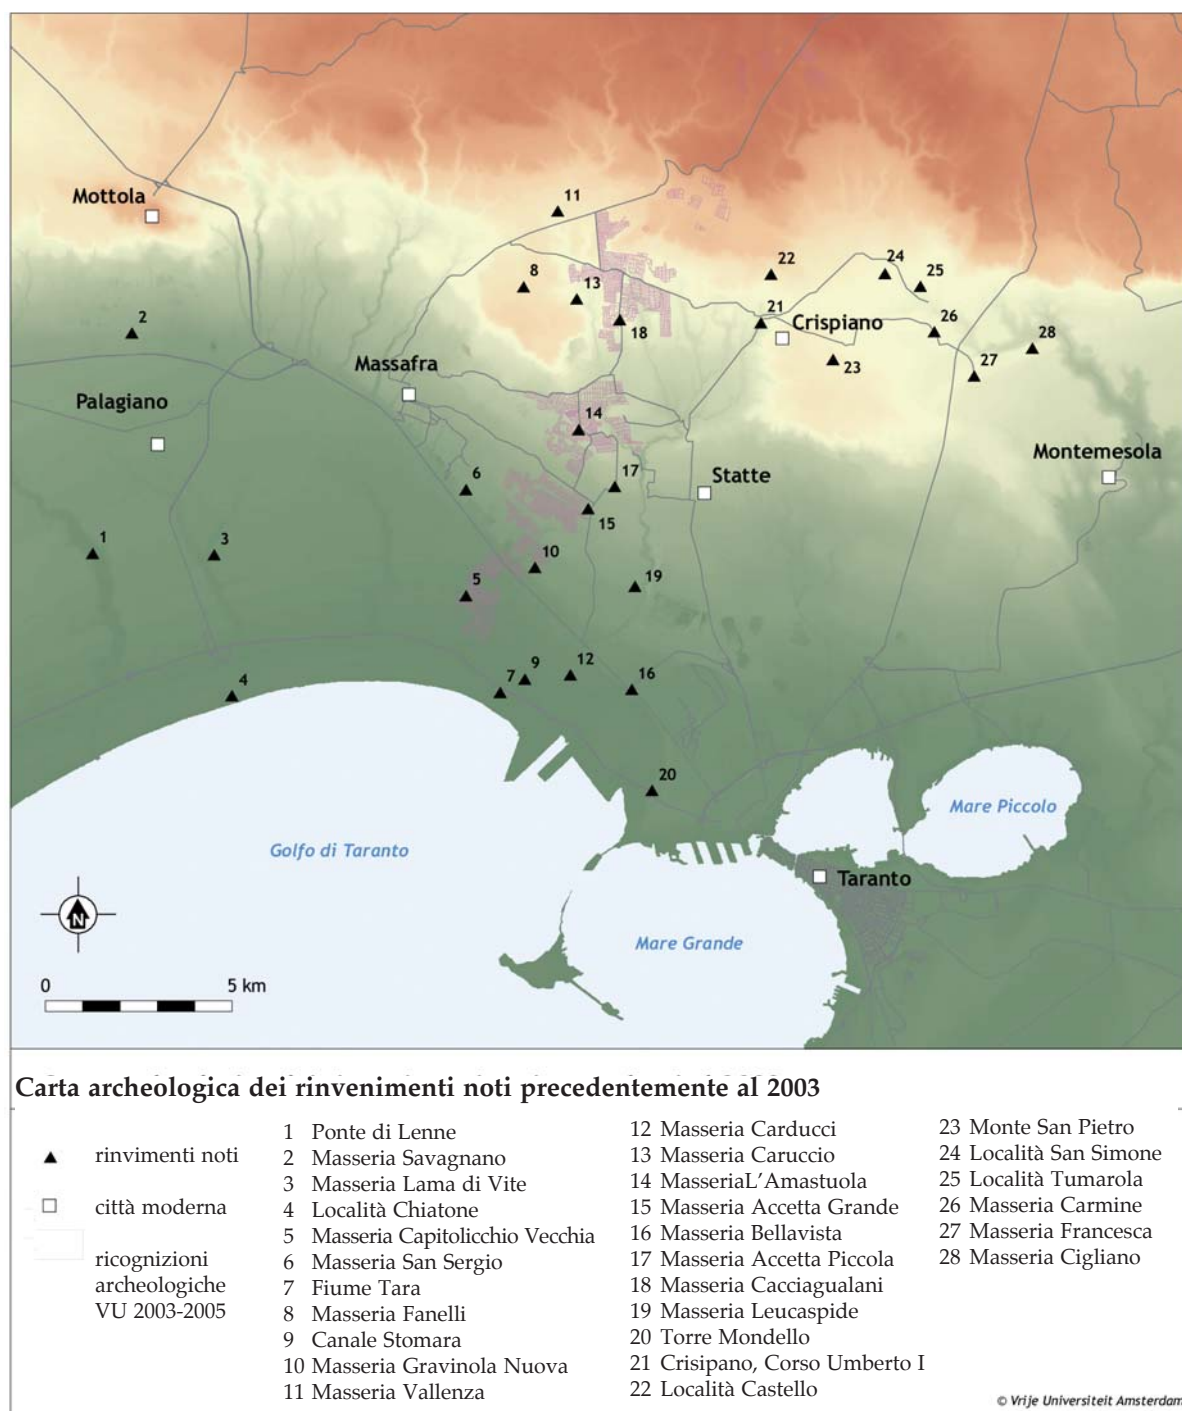 11
Mottola
22
24
25
8
13
21
2
18
Crispiano
26
28
Massafra
23
27
Palagiano
14
Montemesola
6
17
Statte
15
1
3
10
5
19
9
12
7
16
4
20
Mare Piccolo
Golfo di Taranto
Taranto
N
Mare Grande
0 5 km
Carta archeologica dei rinvenimenti noti precedentemente al 2003
rinvimenti noti
città moderna
ricognizioni
archeologiche
VU 2003-2005
1 Ponte di Lenne
2 Masseria Savagnano
3 Masseria Lama di Vite
4 Località Chiatone
5 Masseria Capitolicchio Vecchia
6 Masseria San Sergio
7 Fiume Tara
8 Masseria Fanelli
9 Canale Stomara
10 Masseria Gravinola Nuova
11 Masseria Vallenza
12 Masseria Carducci
13 Masseria Caruccio
14 MasseriaL'Amastuola
15 Masseria Accetta Grande
16 Masseria Bellavista
17 Masseria Accetta Piccola
18 Masseria Cacciagualani
19 Masseria Leucaspide
20 Torre Mondello
21 Crisipano, Corso Umberto I
22 Località Castello
23 Monte San Pietro
24 Località San Simone
25 Località Tumarola
26 Masseria Carmine
27 Masseria Francesca
28 Masseria Cigliano
© Vrije Universiteit Amsterdam